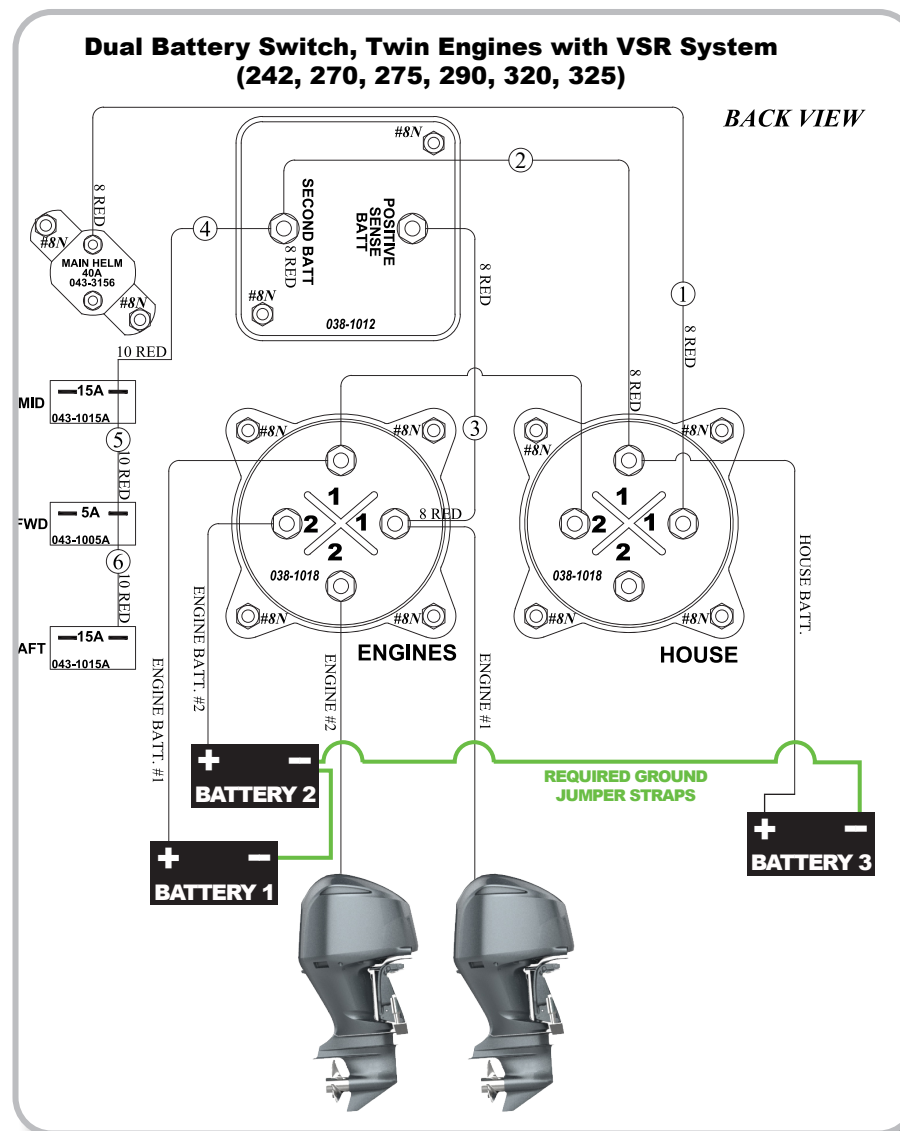 Dual Battery Switch, Twin Engines with VSR System
(242, 270, 275, 290, 320, 325)
BACK VIEW
#8N
2
8 RED
SECOND BATT
POSITIVE
SENSE
BATT
#8N
4
8 RED
8 RED
MAIN HELM
40A
043-3156
#8N
#8N
038-1012
1
8 RED
10 RED
8 RED
MID
15A
043-1015A
5
10 RED
3
#8N
#8N
#8N
#8N
1
2
1
2
8 RED
038-1018
#8N
#8N
ENGINES
1
2
1
2
038-1018
#8N
#8N
HOUSE
FWD
5A
043-1005A
6
10 RED
AFT
15A
043-1015A
ENGINE BATT. #1
ENGINE BATT. #2
ENGINE #2
ENGINE #1
HOUSE BATT.
+ −
BATTERY 2
REQUIRED GROUND
JUMPER STRAPS
+ −
BATTERY 1
+ −
BATTERY 3